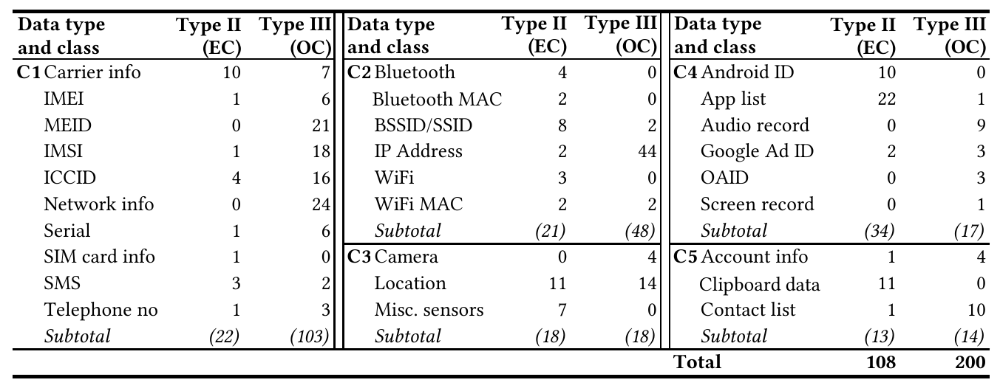 Data type and class Type II (EC) Type III (OC)
C1 Carrier info 10 7
IMEI 1 6
MEID 0 21
IMSI 1 18
ICCID 4 16
Network info 0 24
Serial 1 6
SIM card info 1 0
SMS 3 2
Telephone no 1 3
Subtotal (22) (103)
Data type and class Type II (EC) Type III (OC)
C2 Bluetooth 4 0
Bluetooth MAC 2 0
BSSID/SSID 8 2
IP Address 2 44
WiFi 3 0
WiFi MAC 2 2
Subtotal (21) (48)
C3 Camera 0 4
Location 11 14
Misc. sensors 7 0
Subtotal (18) (18)
Data type and class Type II (EC) Type III (OC)
C4 Android ID 10 0
App list 22 1
Audio record 0 9
Google Ad ID 2 3
OAID 0 3
Screen record 0 1
Subtotal (34) (17)
C5 Account info 1 4
Clipboard data 11 0
Contact list 1 10
Subtotal (13) (14)
Total 108 200